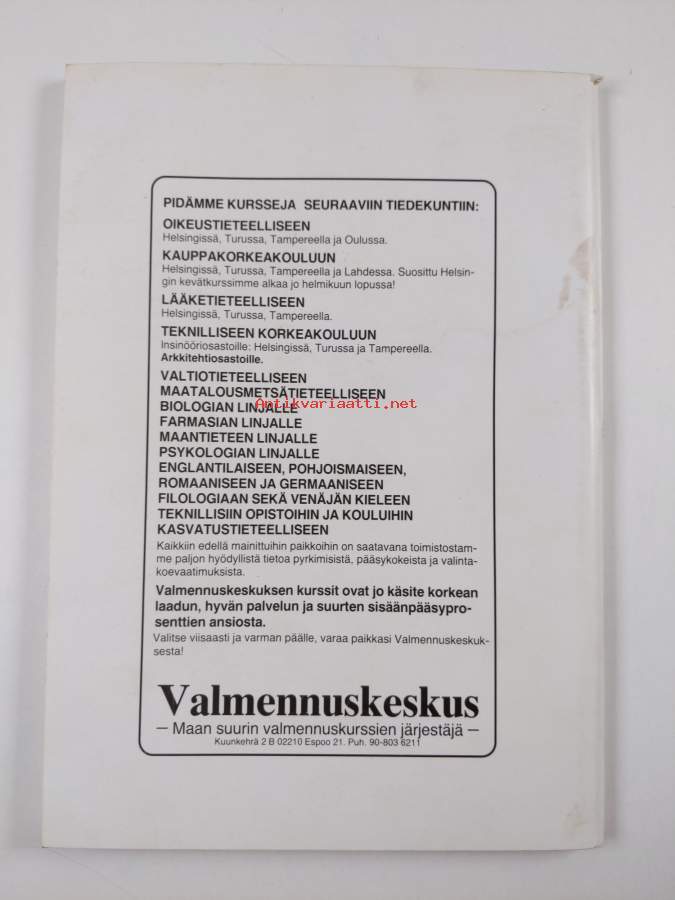 PIDÄMME KURSSEJA SEURAAVIIN TIEDEKUNTIIN:
OIKEUSTIETEELLISEEN
Helsingissä, Turussa, Tampereella ja Oulussa.
KAUPPAKORKEAKOULUUN
Helsingissä, Turussa, Tampereella ja Lahdessa. Suosittu Helsin-
gin kevätkurssimme alkaa jo helmikuun lopussa!
LÄÄKETIETEELLISEEN
Helsingissä, Turussa, Tampereella.
TEKNILLISEEN KORKEAKOULUUN
Insinööriosastoille: Helsingissä, Turussa ja Tampereella.
Arkkitehtiosastoille.
VALTIOTIETEELLISEEN
MAATALOUSMETSÄTIETEELLISEEN
Antikvariaatti.net
BIOLOGIAN LINJALLE
FARMASIAN LINJALLE
MAANTIETEEN LINJALLE
PSYKOLOGIAN LINJALLE
ENGLANTILAISEEN, POHJOISMAISEEN,
ROMAANISEEN JA GERMAANISEEN
FILOLOGIAAN SEKÄ VENÄJÄN KIELEEN
TEKNILLISIIN OPISTOIHIN JA KOULUIHIN
KASVATUSTIETEELLISEEN
Kaikkiin edellä mainittuihin paikkoihin on saatavana toimistostam-
me paljon hyödyllistä tietoa pyrkimisistä, pääsykokeista ja valinta-
koevaatimuksista.
Valmennuskeskuksen kurssit ovat jo käsite korkean
laadun, hyvän palvelun ja suurten sisäänpääsypro-
senttien ansiosta.
Valitse viisaasti ja varman päälle, varaa paikkasi Valmennuskeskuk-
sesta!
Valmennuskeskus
— Maan suurin valmennuskurssien järjestäjä —
Kuunkehrä 2 B 02210 Espoo 21. Puh. 90-803 6211